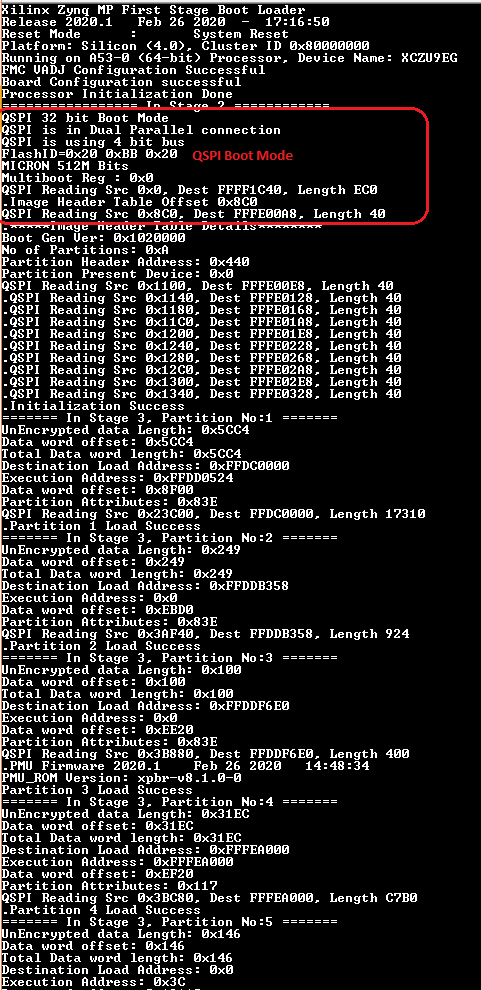 Xilinx Zynq MP First Stage Boot Loader
Release 2020.1   Feb 26 2020  -  17:16:50
Reset Mode      :       System Reset
Platform: Silicon (4.0), Cluster ID 0x80000000
Running on A53-0 (64-bit) Processor, Device Name: XCZU9EG
FMC VADJ Configuration Successful
Board Configuration successful
Processor Initialization Done
================= In Stage 2 ============
QSPI 32 bit Boot Mode
QSPI is in Dual Parallel connection
QSPI is using 4 bit bus
FlashID=0x20 0xBB 0x20
QSPI Boot Mode
MICRON 512M Bits
Multiboot Reg : 0x0
QSPI Reading Src 0x0, Dest FFFF1C40, Length EC0
.Image Header Table Offset 0x8C0
QSPI Reading Src 0x8C0, Dest FFFE00A8, Length 40
.*****Image Header Table Details********
Boot Gen Ver: 0x1020000
No of Partitions: 0xA
Partition Header Address: 0x440
Partition Present Device: 0x0
QSPI Reading Src 0x1100, Dest FFFE00E8, Length 40
.QSPI Reading Src 0x1140, Dest FFFE0128, Length 40
.QSPI Reading Src 0x1180, Dest FFFE0168, Length 40
.QSPI Reading Src 0x11C0, Dest FFFE01A8, Length 40
.QSPI Reading Src 0x1200, Dest FFFE01E8, Length 40
.QSPI Reading Src 0x1240, Dest FFFE0228, Length 40
.QSPI Reading Src 0x1280, Dest FFFE0268, Length 40
.QSPI Reading Src 0x12C0, Dest FFFE02A8, Length 40
.QSPI Reading Src 0x1300, Dest FFFE02E8, Length 40
.QSPI Reading Src 0x1340, Dest FFFE0328, Length 40
.Initialization Success
======= In Stage 3, Partition No:1 =======
UnEncrypted data Length: 0x5CC4
Data word offset: 0x5CC4
Total Data word length: 0x5CC4
Destination Load Address: 0xFFDC0000
Execution Address: 0xFFDD0524
Data word offset: 0x8F00
Partition Attributes: 0x83E
QSPI Reading Src 0x23C00, Dest FFDC0000, Length 17310
.Partition 1 Load Success
======= In Stage 3, Partition No:2 =======
UnEncrypted data Length: 0x249
Data word offset: 0x249
Total Data word length: 0x249
Destination Load Address: 0xFFDDB358
Execution Address: 0x0
Data word offset: 0xEBD0
Partition Attributes: 0x83E
QSPI Reading Src 0x3AF40, Dest FFDDB358, Length 924
.Partition 2 Load Success
======= In Stage 3, Partition No:3 =======
UnEncrypted data Length: 0x100
Data word offset: 0x100
Total Data word length: 0x100
Destination Load Address: 0xFFDDF6E0
Execution Address: 0x0
Data word offset: 0xEE20
Partition Attributes: 0x83E
QSPI Reading Src 0x3B880, Dest FFDDF6E0, Length 400
.PMU Firmware 2020.1    Feb 26 2020   14:48:34
PMU_ROM Version: xpbr-v8.1.0-0
Partition 3 Load Success
======= In Stage 3, Partition No:4 =======
UnEncrypted data Length: 0x31EC
Data word offset: 0x31EC
Total Data word length: 0x31EC
Destination Load Address: 0xFFFEA000
Execution Address: 0xFFFEA000
Data word offset: 0xEF20
Partition Attributes: 0x117
QSPI Reading Src 0x3BC80, Dest FFFEA000, Length C7B0
.Partition 4 Load Success
======= In Stage 3, Partition No:5 =======
UnEncrypted data Length: 0x146
Data word offset: 0x146
Total Data word length: 0x146
Destination Load Address: 0x0
Execution Address: 0x3C